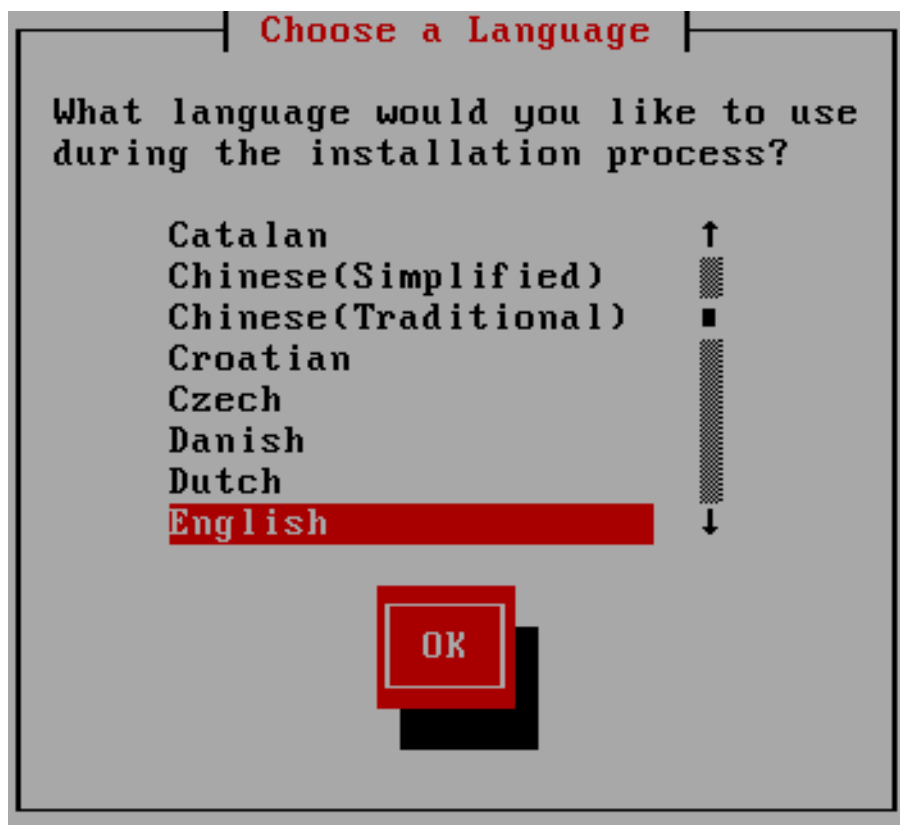 Choose a Language
What language would you like to use
during the installation process?
Catalan
Chinese(Simplified)
Chinese(Traditional)
Croatian
Czech
Danish
Dutch
English
OK